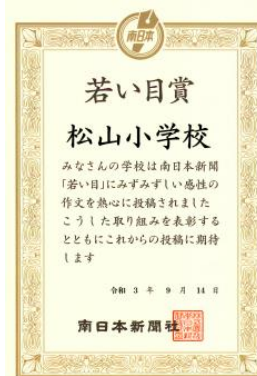 南日本
若い目賞
松山小学校
みなさんの学校は南日本新聞
「若い目」にみずみずしい感性の
作文を熱心に投稿されました
こうした取り組みを表彰する
とともにこれからの投稿に期待
します
令和 3 年 9 月 14 日
南日本新聞社